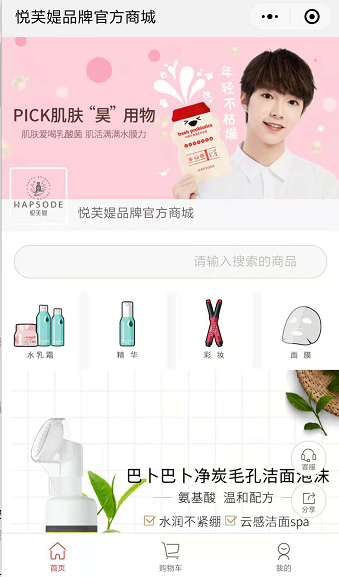 悦芙媞品牌官方商城
PICK肌肤“昊”用物
肌肤爱喝乳酸菌 肌活满满水膜力
年轻不枯燥
fresh probiotics
HAPSODE
悦芙媞
悦芙媞品牌官方商城
请输入搜索的商品
水乳霜
精华
彩妆
面膜
巴卜巴卜净炭毛孔洁面泡沫
氨基酸 温和配方
水润不紧绷 云感洁面spa
客服
分享
首页
购物车
我的